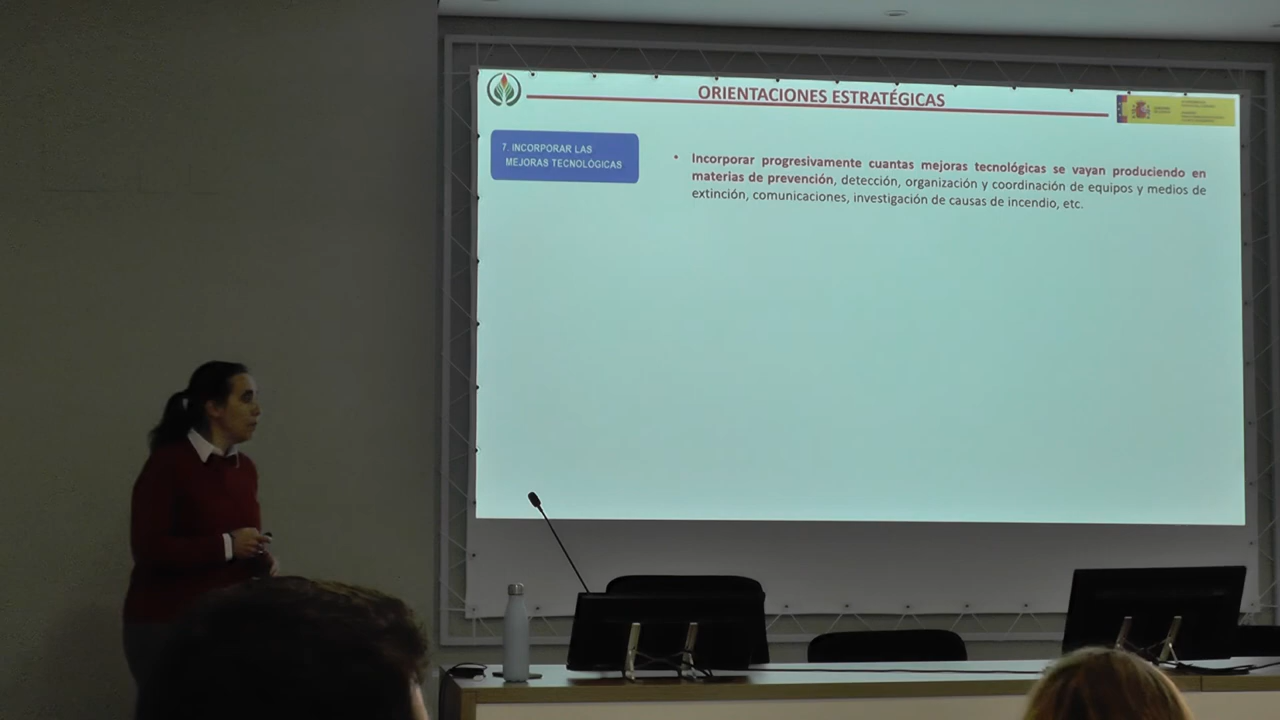 ORIENTACIONES ESTRATÉGICAS
7. INCORPORAR LAS
MEJORAS TECNOLÓGICAS
• Incorporar progresivamente cuantas mejoras tecnológicas se vayan produciendo en
materias de prevención, detección, organización y coordinación de equipos y medios de
extinción, comunicaciones, investigación de causas de incendio, etc.